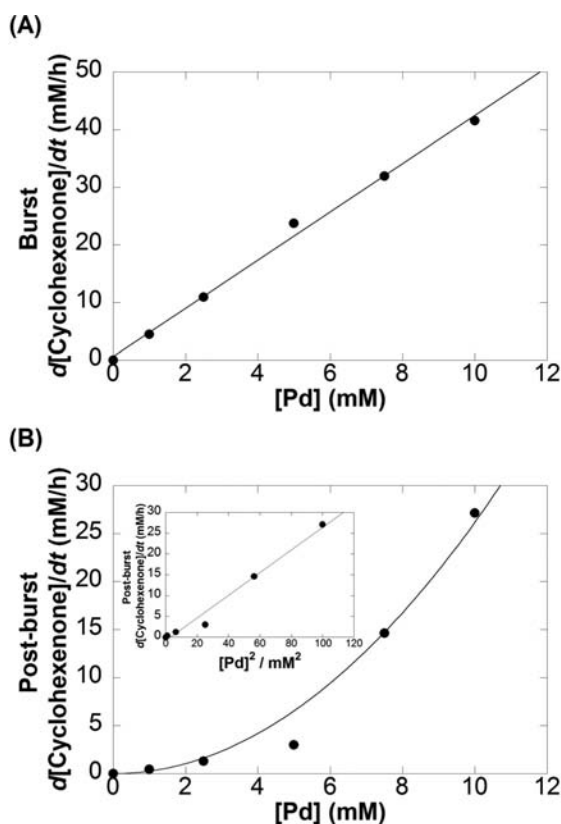 (A)
Burst
d[Cyclohexenone]/dt (mM/h)
50
40
30
20
10
0
0 2 4 6 8 10 12
[Pd] (mM)
(B)
Post-burst
d[Cyclohexenone]/dt (mM/h)
30
25
20
15
10
5
0
Post-burst
d[Cyclohexenone]/dt (mM/h)
30
25
20
15
10
5
0
0 20 40 60 80 100 120
[Pd]² / mM²
0 2 4 6 8 10 12
[Pd] (mM)